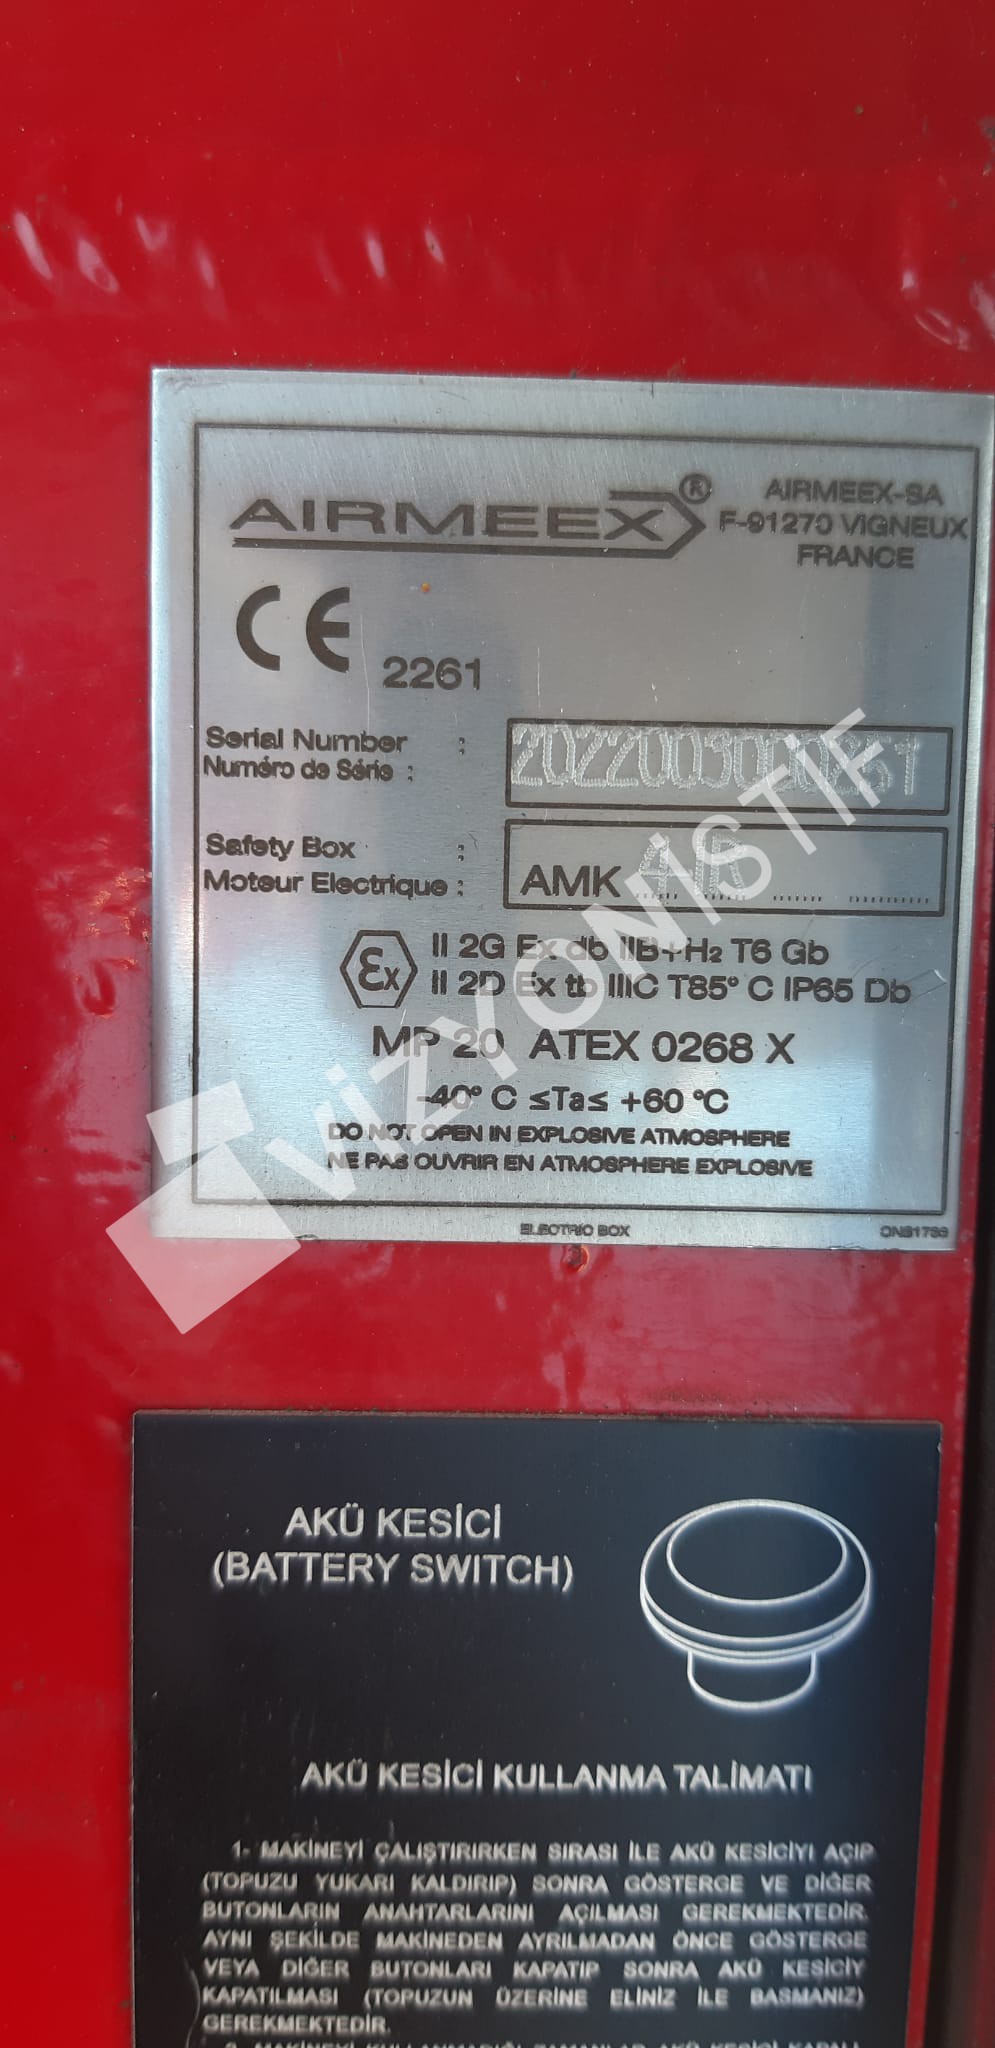 AIRMEEX®
AIRMEEX-SA
F-91270 VIGNEUX
FRANCE
CE 2261
Serial Number :
Numéro de Série :
Safety Box :
Moteur Electrique :
AMK 4 IR
Ex II 2G Ex db IIB+H₂ T6 Gb
II 2D Ex tb IIIC T85° C IP65 Db
MP 20 ATEX 0268 X
-40° C ≤Ta≤ +60 °C
DO NOT OPEN IN EXPLOSIVE ATMOSPHERE
NE PAS OUVRIR EN ATMOSPHERE EXPLOSIVE
ELECTRIC BOX
ViZYONİSTİF
AKÜ KESİCİ
(BATTERY SWITCH)
AKÜ KESİCİ KULLANMA TALİMATI
1- MAKİNEYİ ÇALIŞTIRIRKEN SIRASI İLE AKÜ KESİCİYİ AÇIP
(TOPUZU YUKARI KALDIRIP) SONRA GÖSTERGE VE DİĞER
BUTONLARIN ANAHTARLARINI AÇILMASI GEREKMEKTEDİR.
AYNI ŞEKİLDE MAKİNEDEN AYRILMADAN ÖNCE GÖSTERGE
VEYA DİĞER BUTONLARI KAPATIP SONRA AKÜ KESİCİY
KAPATILMASI (TOPUZUN ÜZERİNE ELİNİZ İLE BASMANIZ)
GEREKMEKTEDİR.